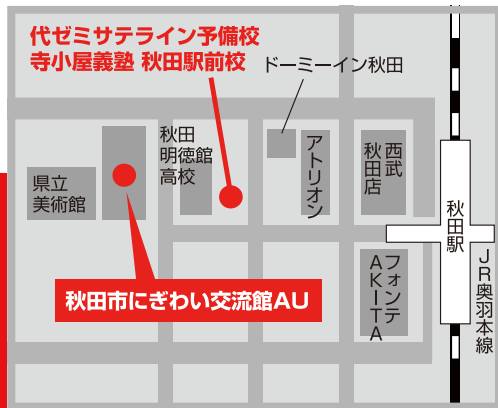 代ゼミサテライン予備校
寺小屋義塾 秋田駅前校
ドーミーイン秋田
秋田
明徳館
高校
アトリオン
西武
秋田店
県立
美術館
秋田駅
フォンテ
AKITA
JR奥羽本線
秋田市にぎわい交流館AU